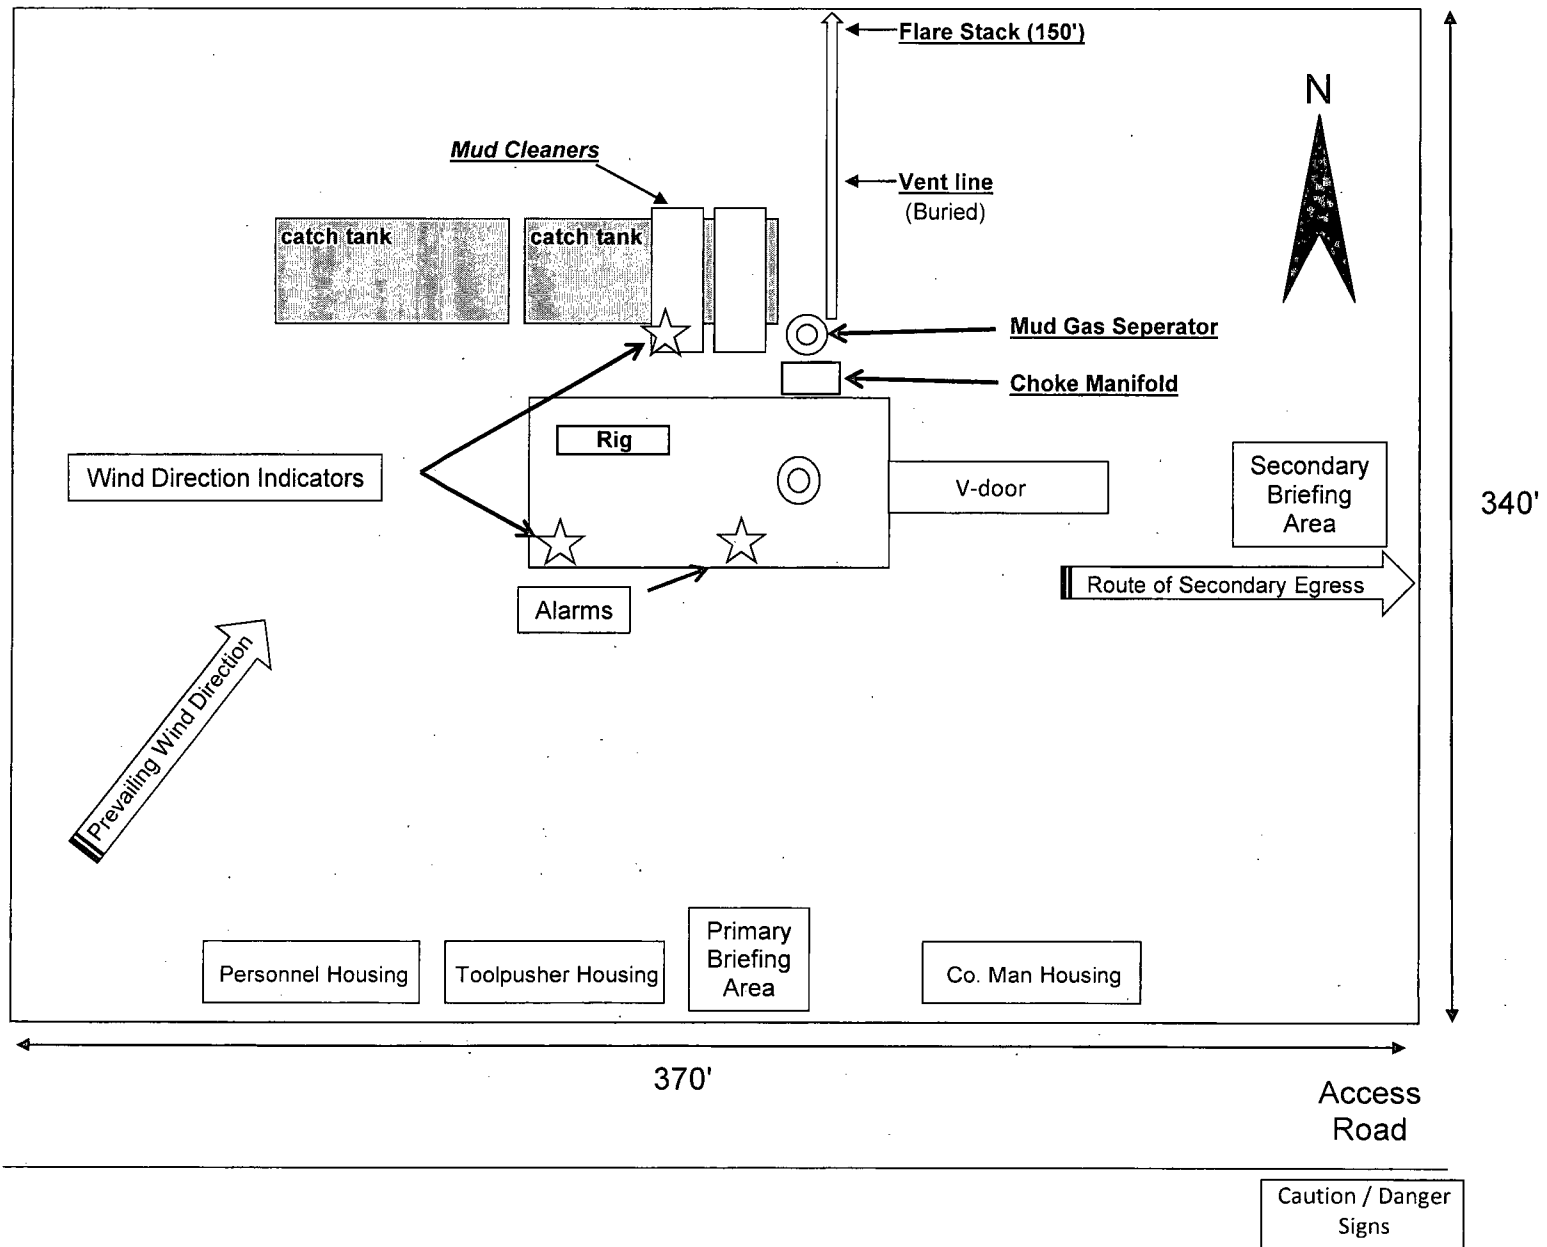 Flare Stack (150')
N
Mud Cleaners
Vent line
(Buried)
catch tank
catch tank
Mud Gas Seperator
Choke Manifold
Rig
Wind Direction Indicators
V-door
Secondary
Briefing
Area
340'
Route of Secondary Egress
Alarms
Prevailing Wind Direction
Primary
Briefing
Area
Personnel Housing
Toolpusher Housing
Co. Man Housing
370'
Access
Road
Caution / Danger
Signs